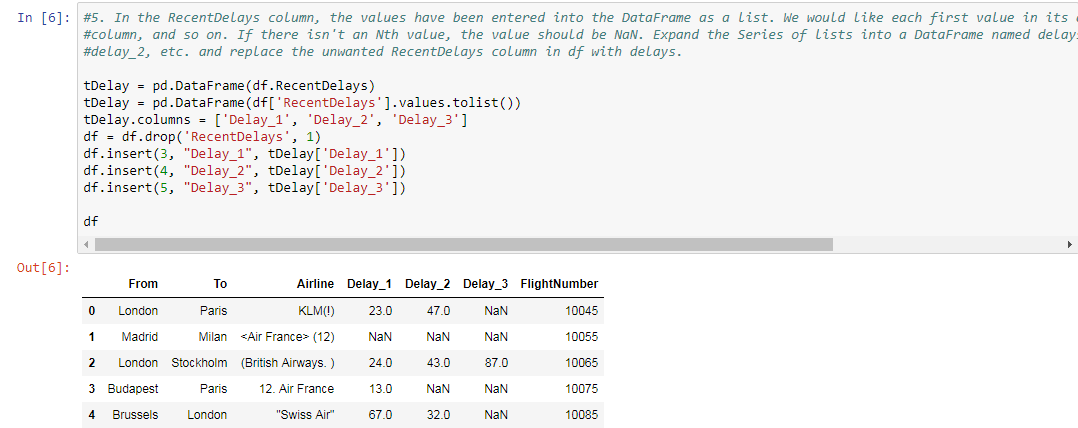 In [6]: #5. In the RecentDelays column, the values have been entered into the DataFrame as a list. We would like each first value in its
#column, and so on. If there isn't an Nth value, the value should be NaN. Expand the Series of lists into a DataFrame named delay
#delay_2, etc. and replace the unwanted RecentDelays column in df with delays.
tDelay = pd.DataFrame(df.RecentDelays)
tDelay = pd.DataFrame(df['RecentDelays'].values.tolist())
tDelay.columns = ['Delay_1', 'Delay_2', 'Delay_3']
df = df.drop('RecentDelays', 1)
df.insert(3, "Delay_1", tDelay['Delay_1'])
df.insert(4, "Delay_2", tDelay['Delay_2'])
df.insert(5, "Delay_3", tDelay['Delay_3'])
df
Out[6]:
From To Airline Delay_1 Delay_2 Delay_3 FlightNumber
0 London Paris KLM(!) 23.0 47.0 NaN 10045
1 Madrid Milan <Air France> (12) NaN NaN NaN 10055
2 London Stockholm (British Airways. ) 24.0 43.0 87.0 10065
3 Budapest Paris 12. Air France 13.0 NaN NaN 10075
4 Brussels London "Swiss Air" 67.0 32.0 NaN 10085